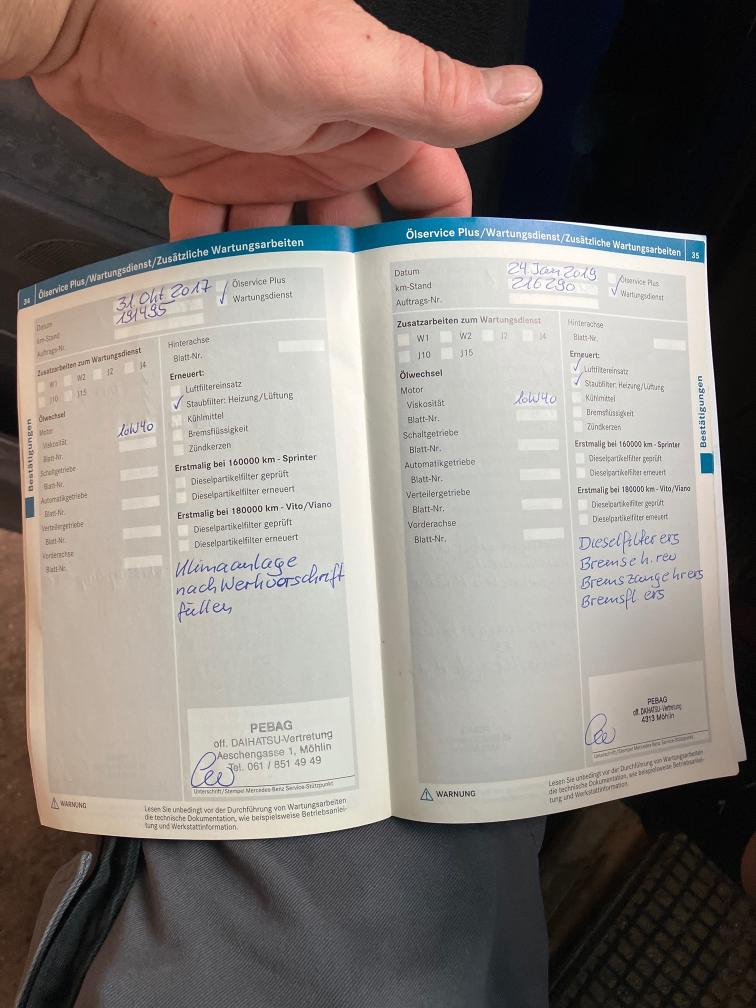 34 Ölservice Plus/Wartungsdienst/Zusätzliche Wartungsarbeiten
Datum 31. Okt. 2017
km-Stand 191495
Auftrags-Nr.
Ölservice Plus
✓ Wartungsdienst
Zusatzarbeiten zum Wartungsdienst
W1 W2 J2 J4
J10 J15
Ölwechsel
Motor
Viskosität 10W40
Blatt-Nr.
Schaltgetriebe
Blatt-Nr.
Automatikgetriebe
Blatt-Nr.
Verteilergetriebe
Blatt-Nr.
Vorderachse
Blatt-Nr.
Hinterachse
Blatt-Nr.
Erneuert:
Luftfiltereinsatz
✓ Staubfilter: Heizung/Lüftung
Kühlmittel
Bremsflüssigkeit
Zündkerzen
Erstmalig bei 160000 km - Sprinter
Dieselpartikelfilter geprüft
Dieselpartikelfilter erneuert
Erstmalig bei 180000 km - Vito/Viano
Dieselpartikelfilter geprüft
Dieselpartikelfilter erneuert
Klimaanlage
nach Werkvorschrift
füllen
PEBAG
off. DAIHATSU-Vertretung
Aeschengasse 1, Möhlin
Tel. 061 / 851 49 49
Unterschrift/Stempel Mercedes-Benz Service-Stützpunkt
WARNUNG
Lesen Sie unbedingt vor der Durchführung von Wartungsarbeiten
die technische Dokumentation, wie beispielsweise Betriebsanlei-
tung und Werkstattinformation.
Bestätigungen
Ölservice Plus/Wartungsdienst/Zusätzliche Wartungsarbeiten 35
Datum 24. Jan 2019
km-Stand 216290
Auftrags-Nr.
Ölservice Plus
✓ Wartungsdienst
Zusatzarbeiten zum Wartungsdienst
W1 W2 J2 J4
J10 J15
Ölwechsel
Motor
Viskosität 10W40
Blatt-Nr.
Schaltgetriebe
Blatt-Nr.
Automatikgetriebe
Blatt-Nr.
Verteilergetriebe
Blatt-Nr.
Vorderachse
Blatt-Nr.
Hinterachse
Blatt-Nr.
Erneuert:
✓ Luftfiltereinsatz
✓ Staubfilter: Heizung/Lüftung
Kühlmittel
Bremsflüssigkeit
Zündkerzen
Erstmalig bei 160000 km - Sprinter
Dieselpartikelfilter geprüft
Dieselpartikelfilter erneuert
Erstmalig bei 180000 km - Vito/Viano
Dieselpartikelfilter geprüft
Dieselpartikelfilter erneuert
Dieselfilter ers
Bremse h. rev
Bremszange h ers
Bremsfl. ers
PEBAG
off. DAIHATSU-Vertretung
4313 Möhlin
Unterschrift/Stempel Mercedes-Benz Service-Stützpunkt
WARNUNG
Lesen Sie unbedingt vor der Durchführung von Wartungsarbeiten
die technische Dokumentation, wie beispielsweise Betriebsanlei-
tung und Werkstattinformation.
Bestätigungen